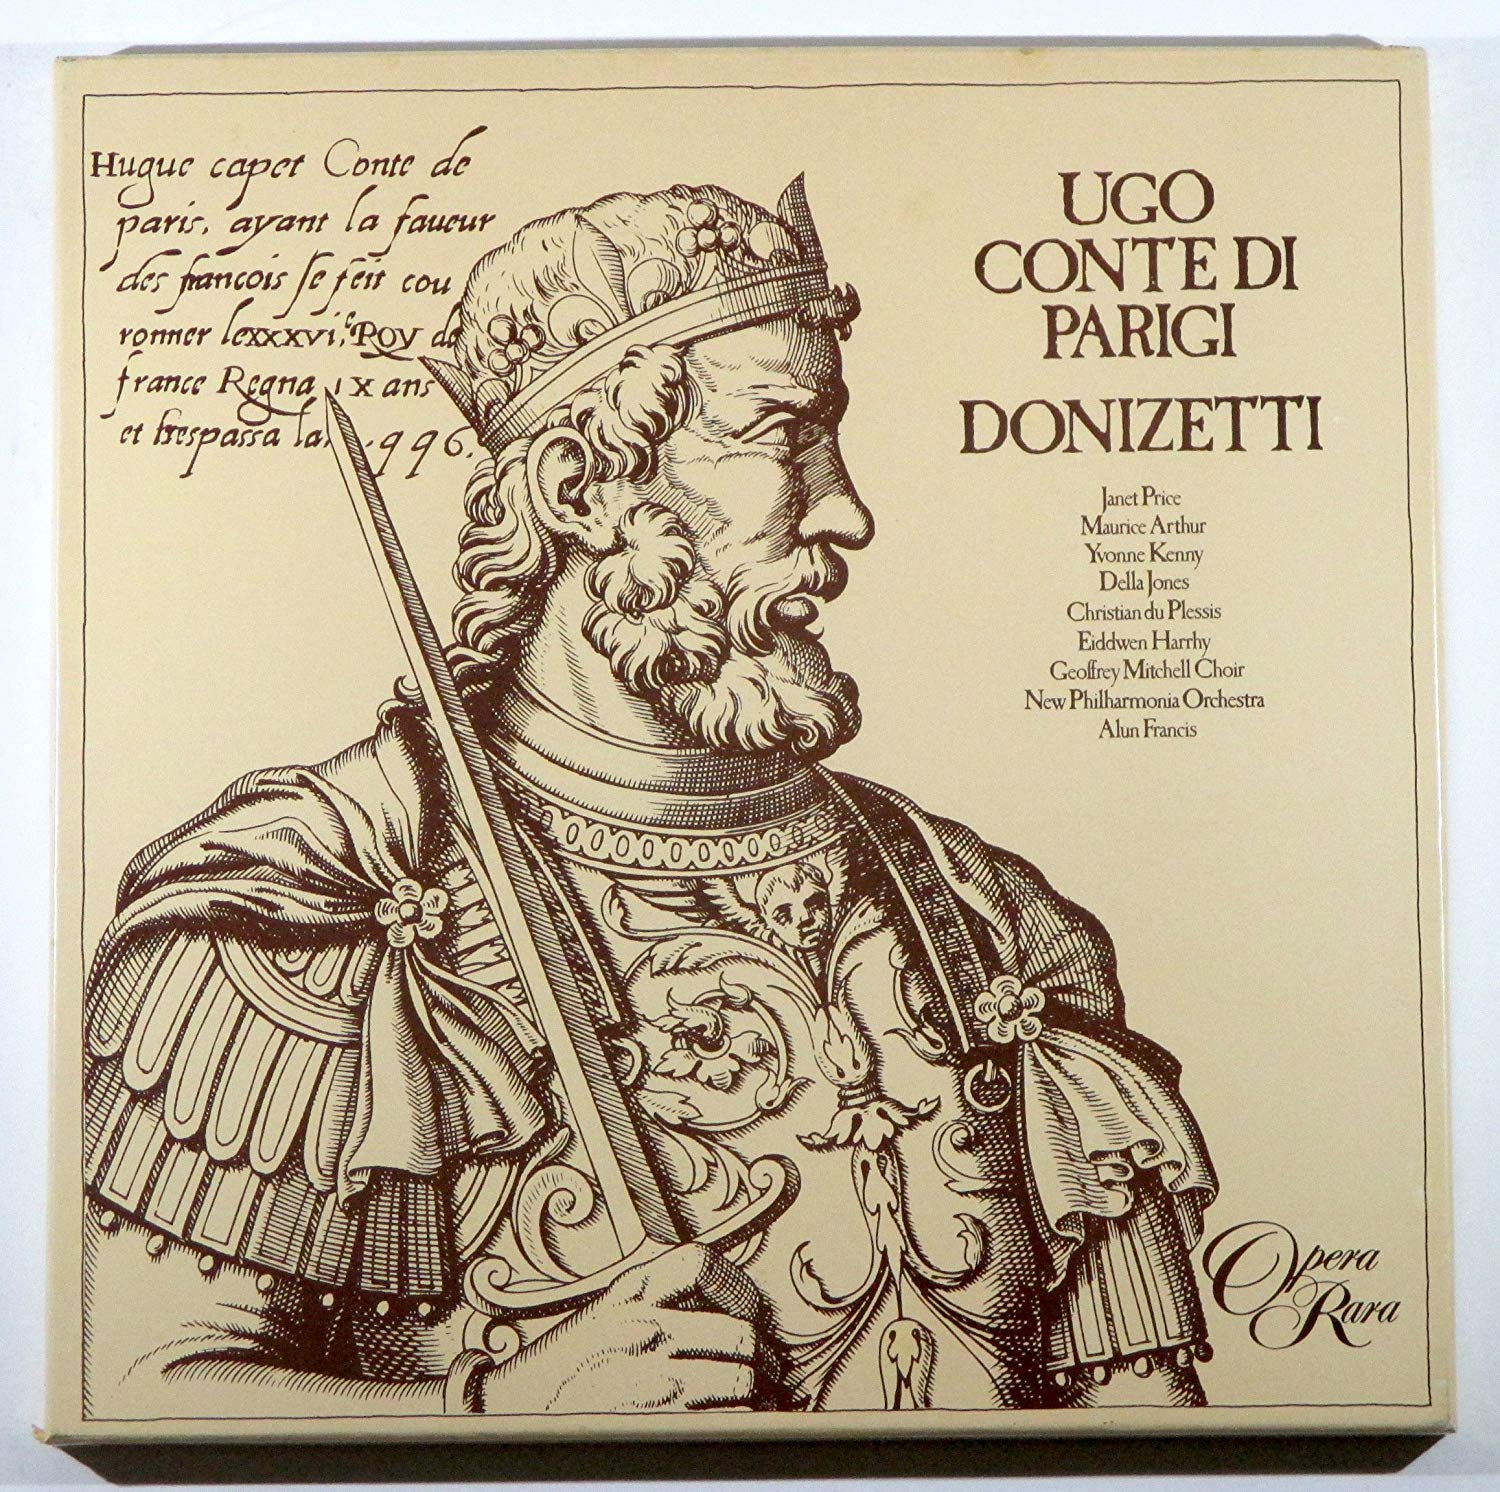 Hugue capet Conte de
paris, ayant la faueur
des francois se feit cou
ronner lexxxvi,e Roy de
france Regna ix ans
et trespassa la 996.
UGO
CONTE DI
PARIGI
DONIZETTI
Janet Price
Maurice Arthur
Yvonne Kenny
Della Jones
Christian du Plessis
Eiddwen Harrhy
Geoffrey Mitchell Choir
New Philharmonia Orchestra
Alun Francis
Opera
Rara